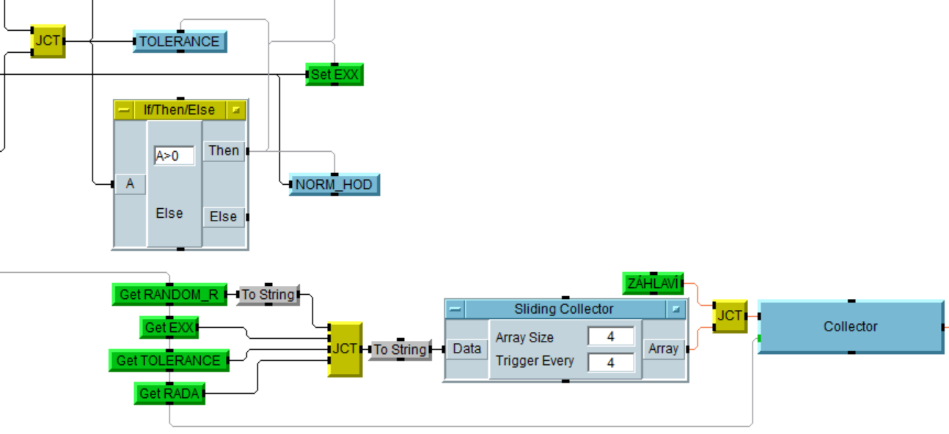 JCT
TOLERANCE
Set EXX
If/Then/Else
A>0
Then
A
NORM_HOD
Else
Else
Get RANDOM_R
To String
ZÁHLAVÍ
Sliding Collector
JCT
Get EXX
Array Size
4
Collector
JCT
To String
Data
Array
Get TOLERANCE
Trigger Every
4
Get RADA